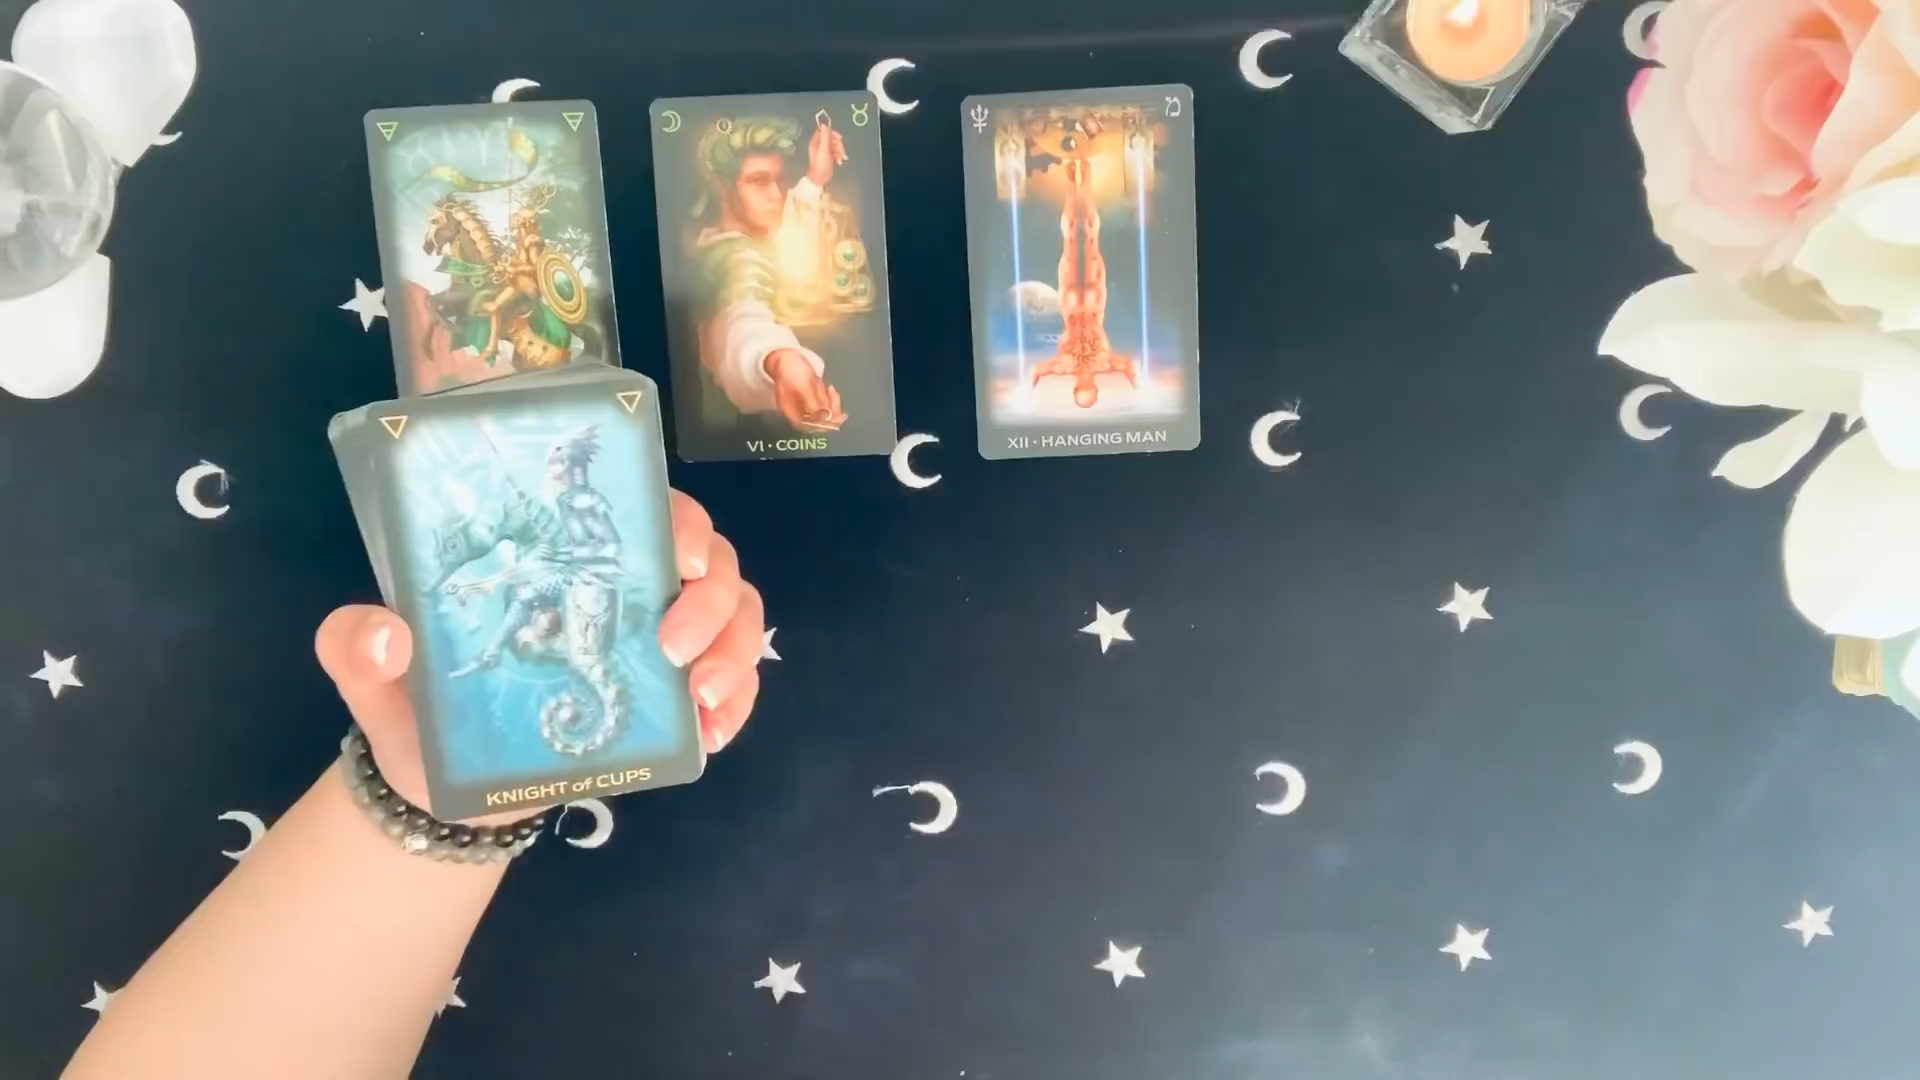 מ
VI · COINS
XII · HANGING MAN
KNIGHT of CUPS